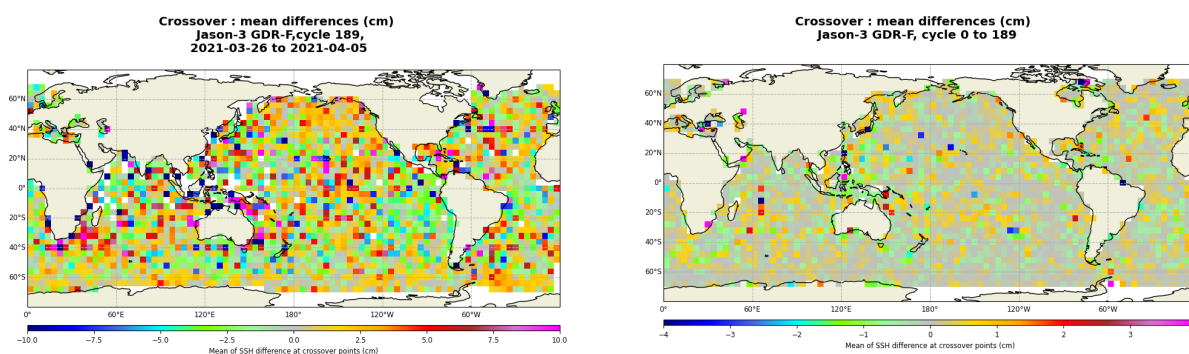 Crossover : mean differences (cm)
Jason-3 GDR-F,cycle 189,
2021-03-26 to 2021-04-05
60°N
40°N
20°N
0°
20°S
40°S
60°S
0°
60°E
120°E
180°
120°W
60°W
−10.0
−7.5
−5.0
−2.5
0.0
2.5
5.0
7.5
10.0
Mean of SSH difference at crossover points (cm)
Crossover : mean differences (cm)
Jason-3 GDR-F, cycle 0 to 189
60°N
40°N
20°N
0°
20°S
40°S
60°S
0°
60°E
120°E
180°
120°W
60°W
−4
−3
−2
−1
0
1
2
3
Mean of SSH difference at crossover points (cm)